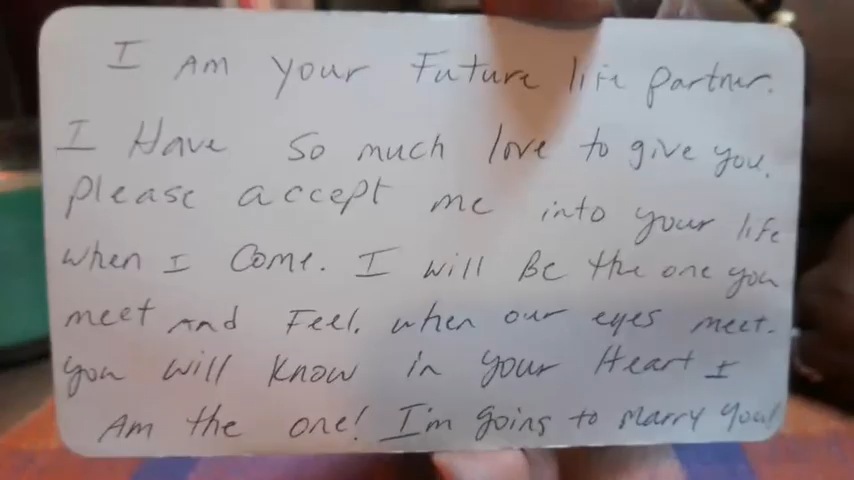 I Am your Future life partner.
I Have so much love to give you.
please accept me into your life
when I Come. I will Be the one you
meet And Feel. when our eyes meet.
you will know in your Heart I
Am the one! I'm going to Marry you!